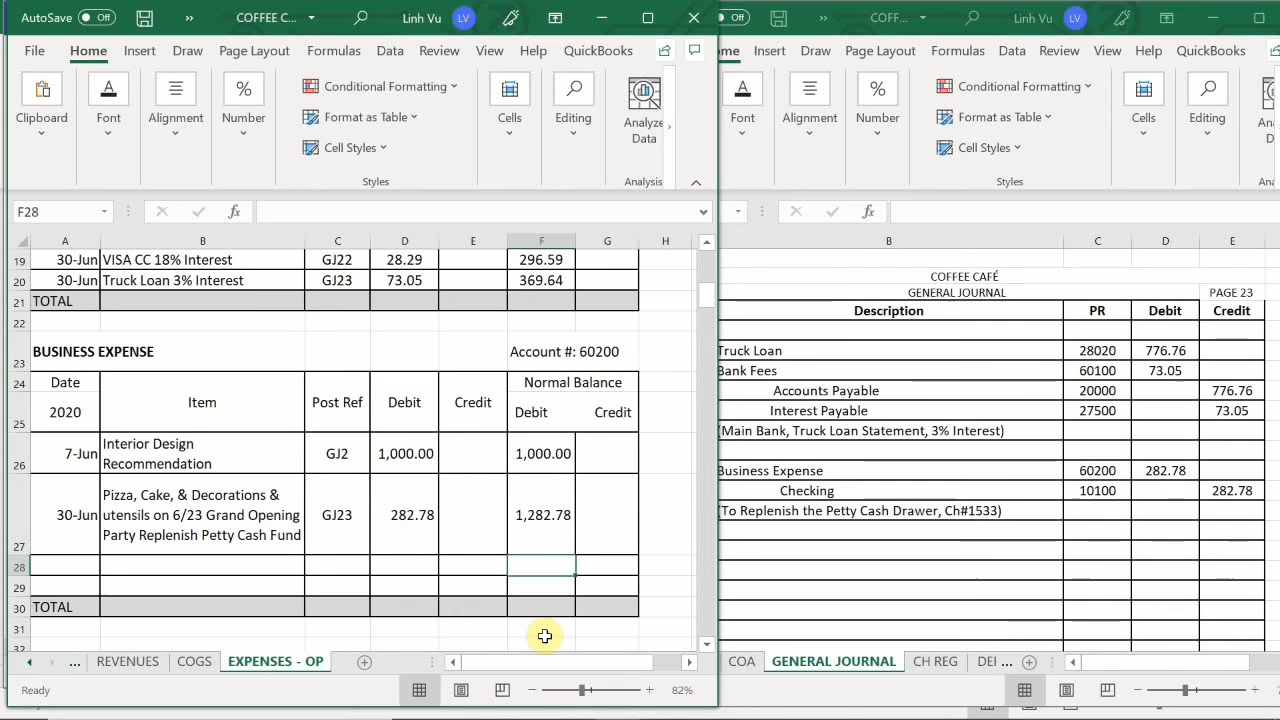 AutoSave Off » COFFEE C... Linh Vu LV
File Home Insert Draw Page Layout Formulas Data Review View Help QuickBooks
Clipboard Font Alignment Number Conditional Formatting Cells Editing Analyze Data
Format as Table
Cell Styles
Styles Analysis
F28 fx
A B C D E F G H
19 30-Jun VISA CC 18% Interest GJ22 28.29 296.59
20 30-Jun Truck Loan 3% Interest GJ23 73.05 369.64
21 TOTAL
22
BUSINESS EXPENSE Account #: 60200
24 Date Item Post Ref Debit Credit Normal Balance
25 2020 Debit Credit
26 7-Jun Interior Design Recommendation GJ2 1,000.00 1,000.00
27 30-Jun Pizza, Cake, & Decorations &
utensils on 6/23 Grand Opening GJ23 282.78 1,282.78
Party Replenish Petty Cash Fund
28
29
30 TOTAL
31
32
... REVENUES COGS EXPENSES - OP
Ready 82%
Off » COFF... Linh Vu LV
me Insert Draw Page Layout Formulas Data Review View Help QuickBooks
Font Alignment Number Conditional Formatting Cells Editing
Format as Table
Cell Styles
Styles
fx
B C D E
COFFEE CAFÉ
GENERAL JOURNAL PAGE 23
Description PR Debit Credit
Truck Loan 28020 776.76
Bank Fees 60100 73.05
Accounts Payable 20000 776.76
Interest Payable 27500 73.05
(Main Bank, Truck Loan Statement, 3% Interest)
Business Expense 60200 282.78
Checking 10100 282.78
(To Replenish the Petty Cash Drawer, Ch#1533)
COA GENERAL JOURNAL CH REG DEI ...